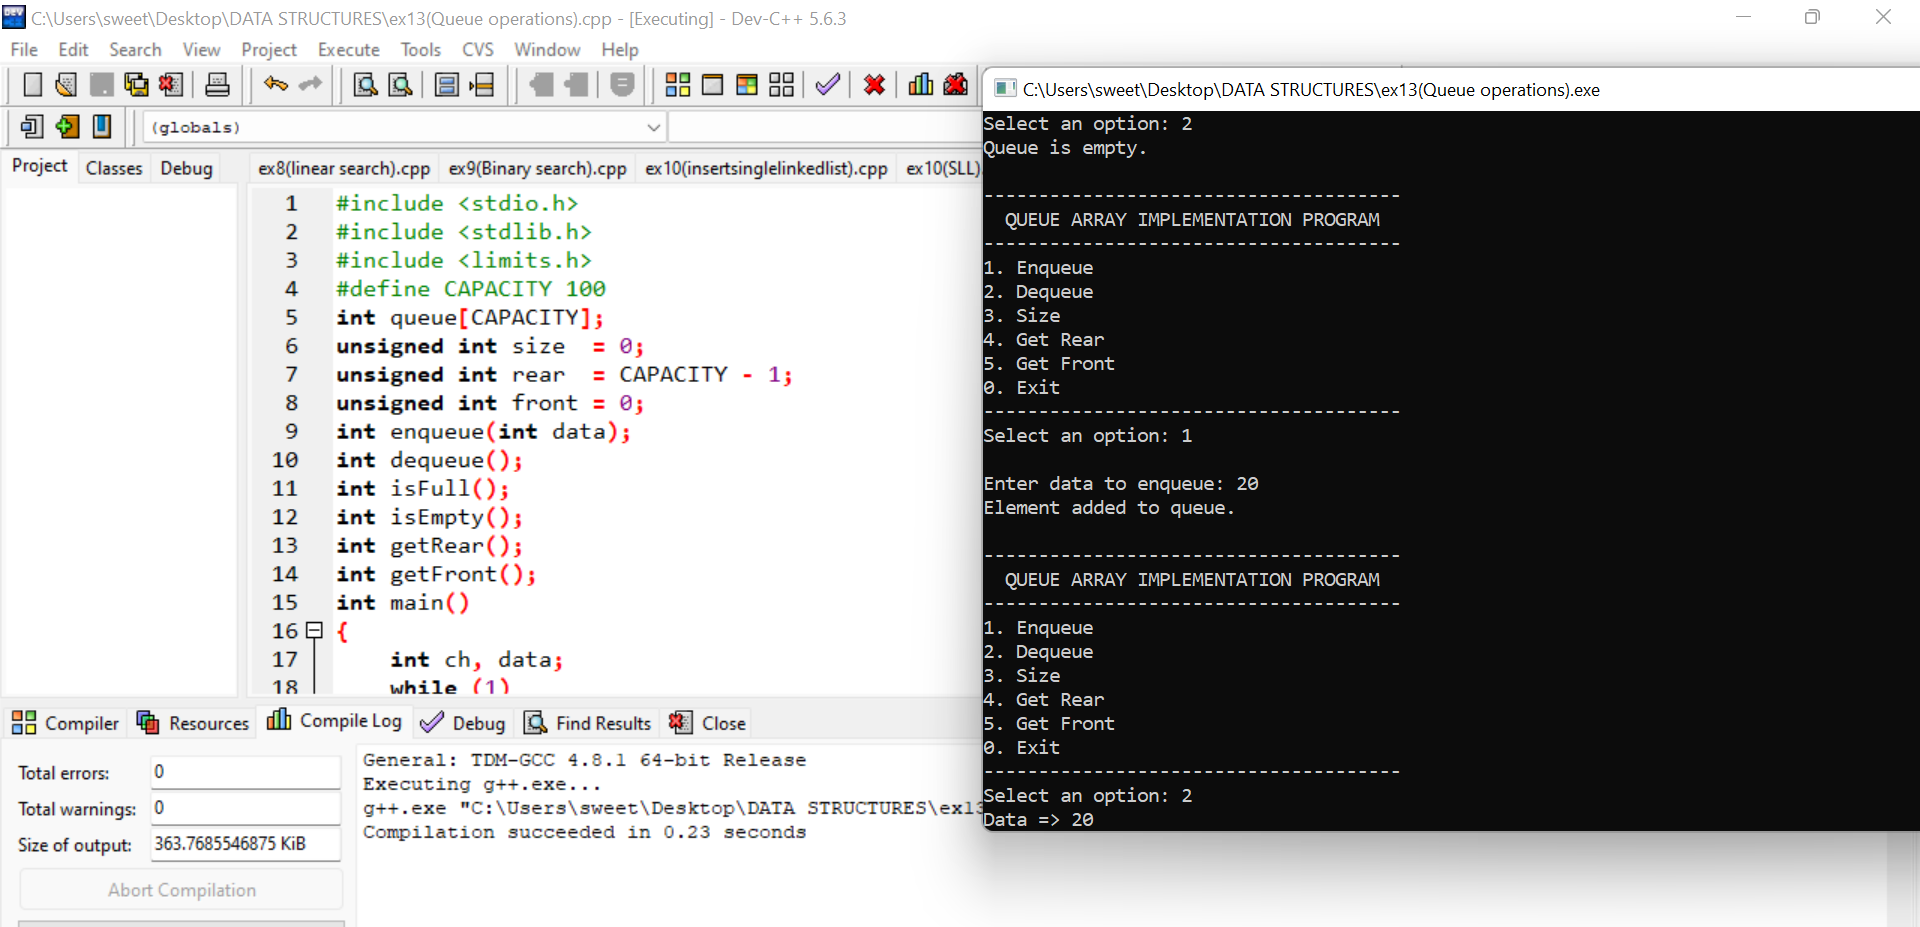 C:\Users\sweet\Desktop\DATA STRUCTURES\ex13(Queue operations).cpp - [Executing] - Dev-C++ 5.6.3
File Edit Search View Project Execute Tools CVS Window Help
(globals)
Project Classes Debug
ex8(linear search).cpp ex9(Binary search).cpp ex10(insertsinglelinkedlist).cpp ex10(SLL)
1 #include <stdio.h>
2 #include <stdlib.h>
3 #include <limits.h>
4 #define CAPACITY 100
5 int queue[CAPACITY];
6 unsigned int size  = 0;
7 unsigned int rear  = CAPACITY - 1;
8 unsigned int front = 0;
9 int enqueue(int data);
10 int dequeue();
11 int isFull();
12 int isEmpty();
13 int getRear();
14 int getFront();
15 int main()
16 {
17 int ch, data;
18 while (1)
Compiler Resources Compile Log Debug Find Results Close
Total errors: 0
Total warnings: 0
Size of output: 363.7685546875 KiB
Abort Compilation
General: TDM-GCC 4.8.1 64-bit Release
Executing g++.exe...
g++.exe "C:\Users\sweet\Desktop\DATA STRUCTURES\ex13
Compilation succeeded in 0.23 seconds
C:\Users\sweet\Desktop\DATA STRUCTURES\ex13(Queue operations).exe
Select an option: 2
Queue is empty.
--------------------------------------
QUEUE ARRAY IMPLEMENTATION PROGRAM
--------------------------------------
1. Enqueue
2. Dequeue
3. Size
4. Get Rear
5. Get Front
0. Exit
--------------------------------------
Select an option: 1
Enter data to enqueue: 20
Element added to queue.
--------------------------------------
QUEUE ARRAY IMPLEMENTATION PROGRAM
--------------------------------------
1. Enqueue
2. Dequeue
3. Size
4. Get Rear
5. Get Front
0. Exit
--------------------------------------
Select an option: 2
Data => 20